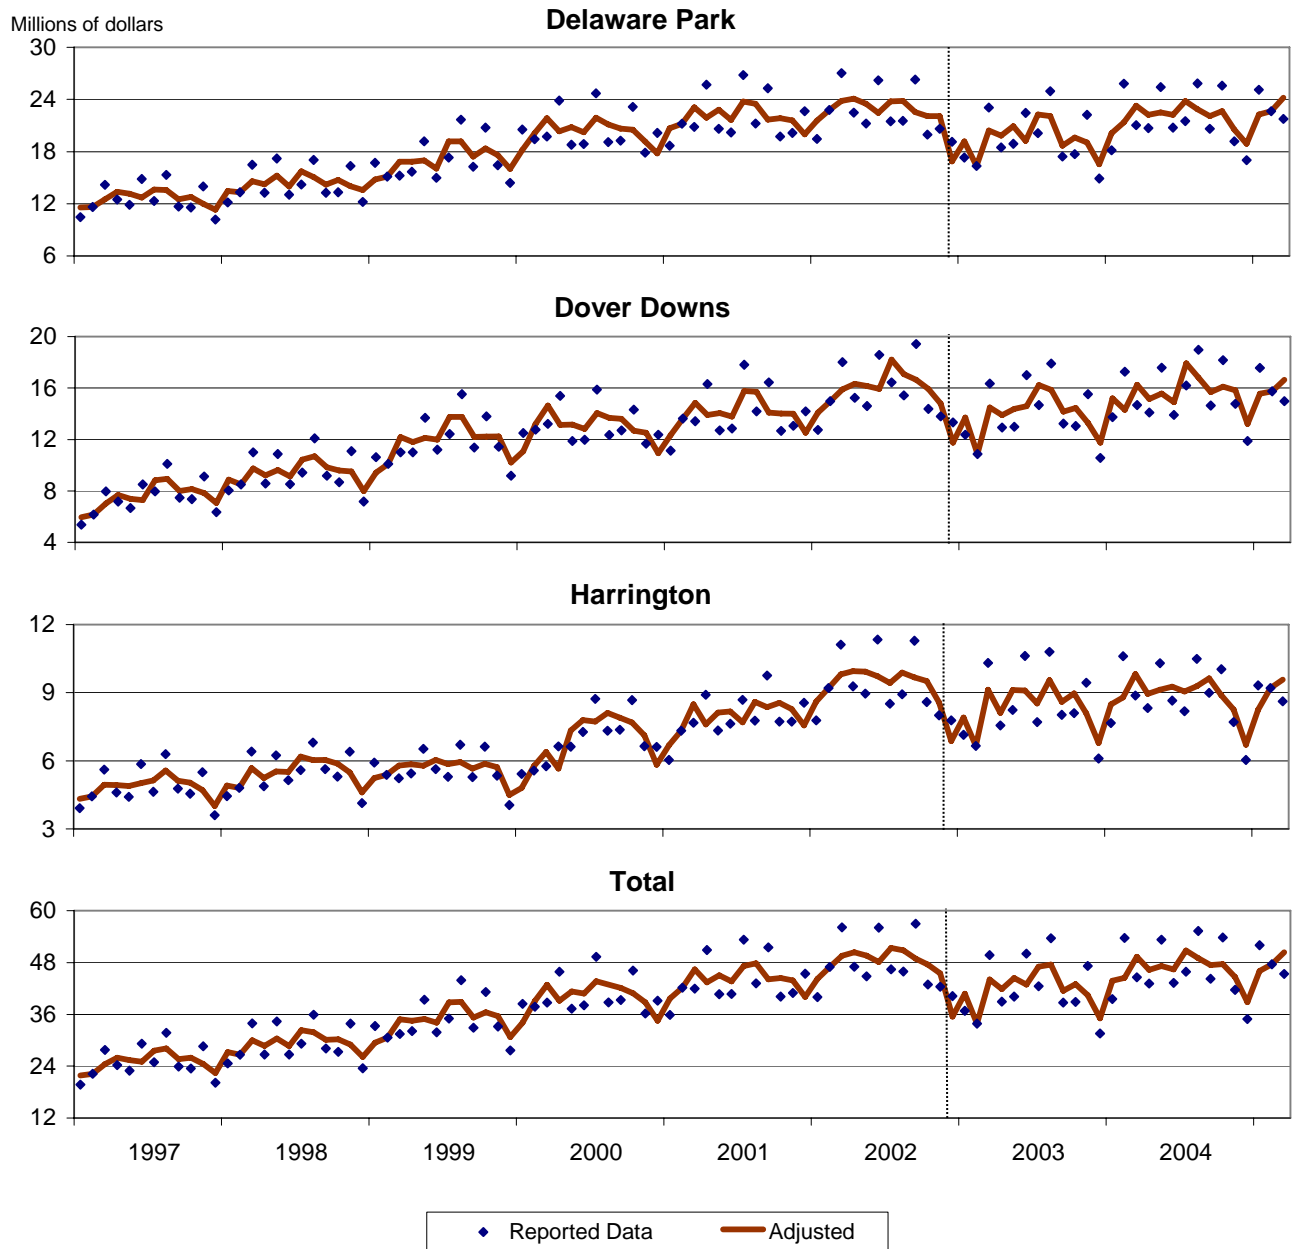 Millions of dollars
Delaware Park
30
24
18
12
6
Dover Downs
20
16
12
8
4
Harrington
12
9
6
3
Total
60
48
36
24
12
1997 1998 1999 2000 2001 2002 2003 2004
Reported Data Adjusted